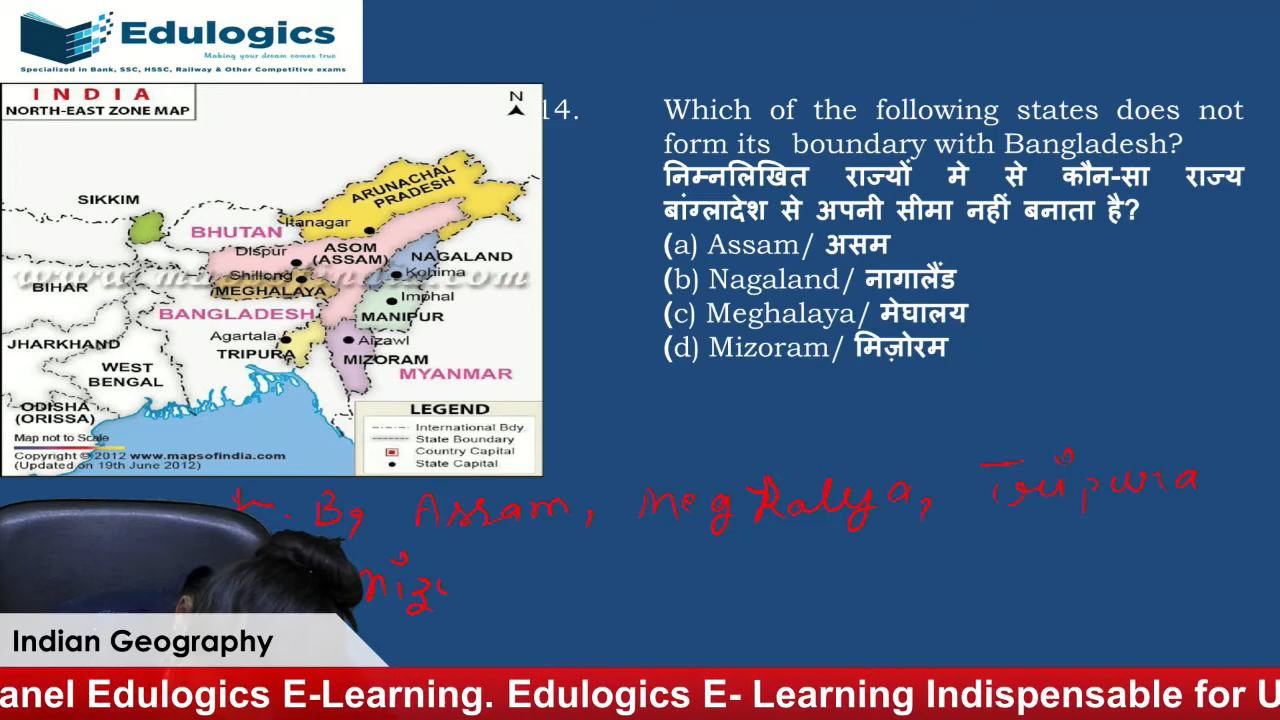 Edulogics
Making your dream comes true
Specialized in Bank, SSC, HSSC, Railway & Other Competitive exams
INDIA
NORTH-EAST ZONE MAP
N
SIKKIM
ARUNACHAL
PRADESH
Itanagar
BHUTAN
Dispur
ASOM
(ASSAM)
NAGALAND
Shillong
Kohima
BIHAR
MEGHALAYA
Imphal
BANGLADESH
MANIPUR
Agartala
Aizawl
JHARKHAND
TRIPURA
MIZORAM
WEST
BENGAL
MYANMAR
ODISHA
(ORISSA)
Map not to Scale
Copyright © 2012 www.mapsofindia.com
(Updated on 19th June 2012)
LEGEND
International Bdy.
State Boundary
Country Capital
State Capital
14. Which of the following states does not
form its boundary with Bangladesh?
निम्नलिखित राज्यों मे से कौन-सा राज्य
बांग्लादेश से अपनी सीमा नहीं बनाता है?
(a) Assam/ असम
(b) Nagaland/ नागालैंड
(c) Meghalaya/ मेघालय
(d) Mizoram/ मिज़ोरम
Assam, Meghalya, Tripura
Indian Geography
anel Edulogics E-Learning. Edulogics E- Learning Indispensable for U